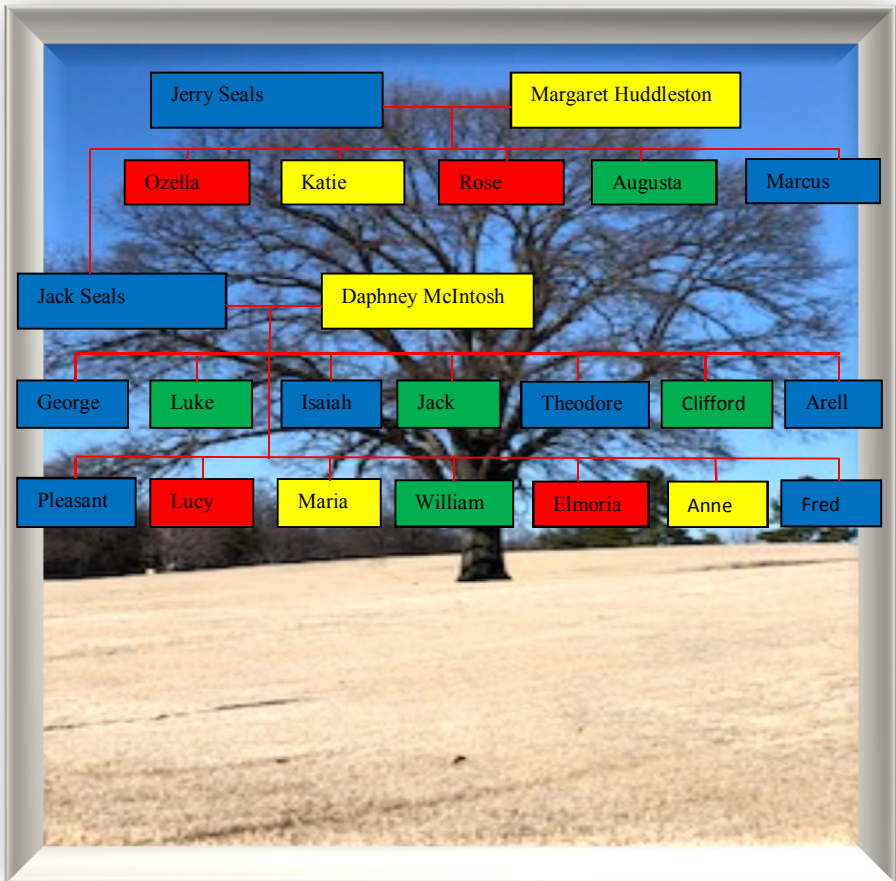 Jerry Seals
Margaret Huddleston
Ozella
Katie
Rose
Augusta
Marcus
Jack Seals
Daphney McIntosh
George
Luke
Isaiah
Jack
Theodore
Clifford
Arell
Pleasant
Lucy
Maria
William
Elmoria
Anne
Fred